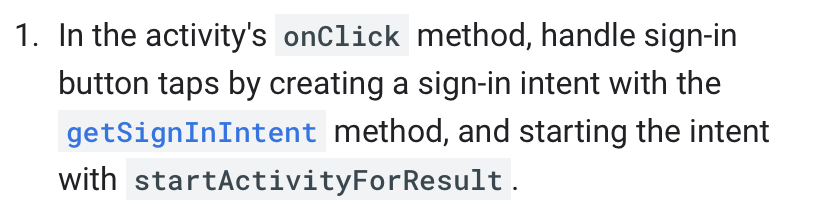 1. In the activity's onClick method, handle sign-in
button taps by creating a sign-in intent with the
getSignInIntent method, and starting the intent
with startActivityForResult.